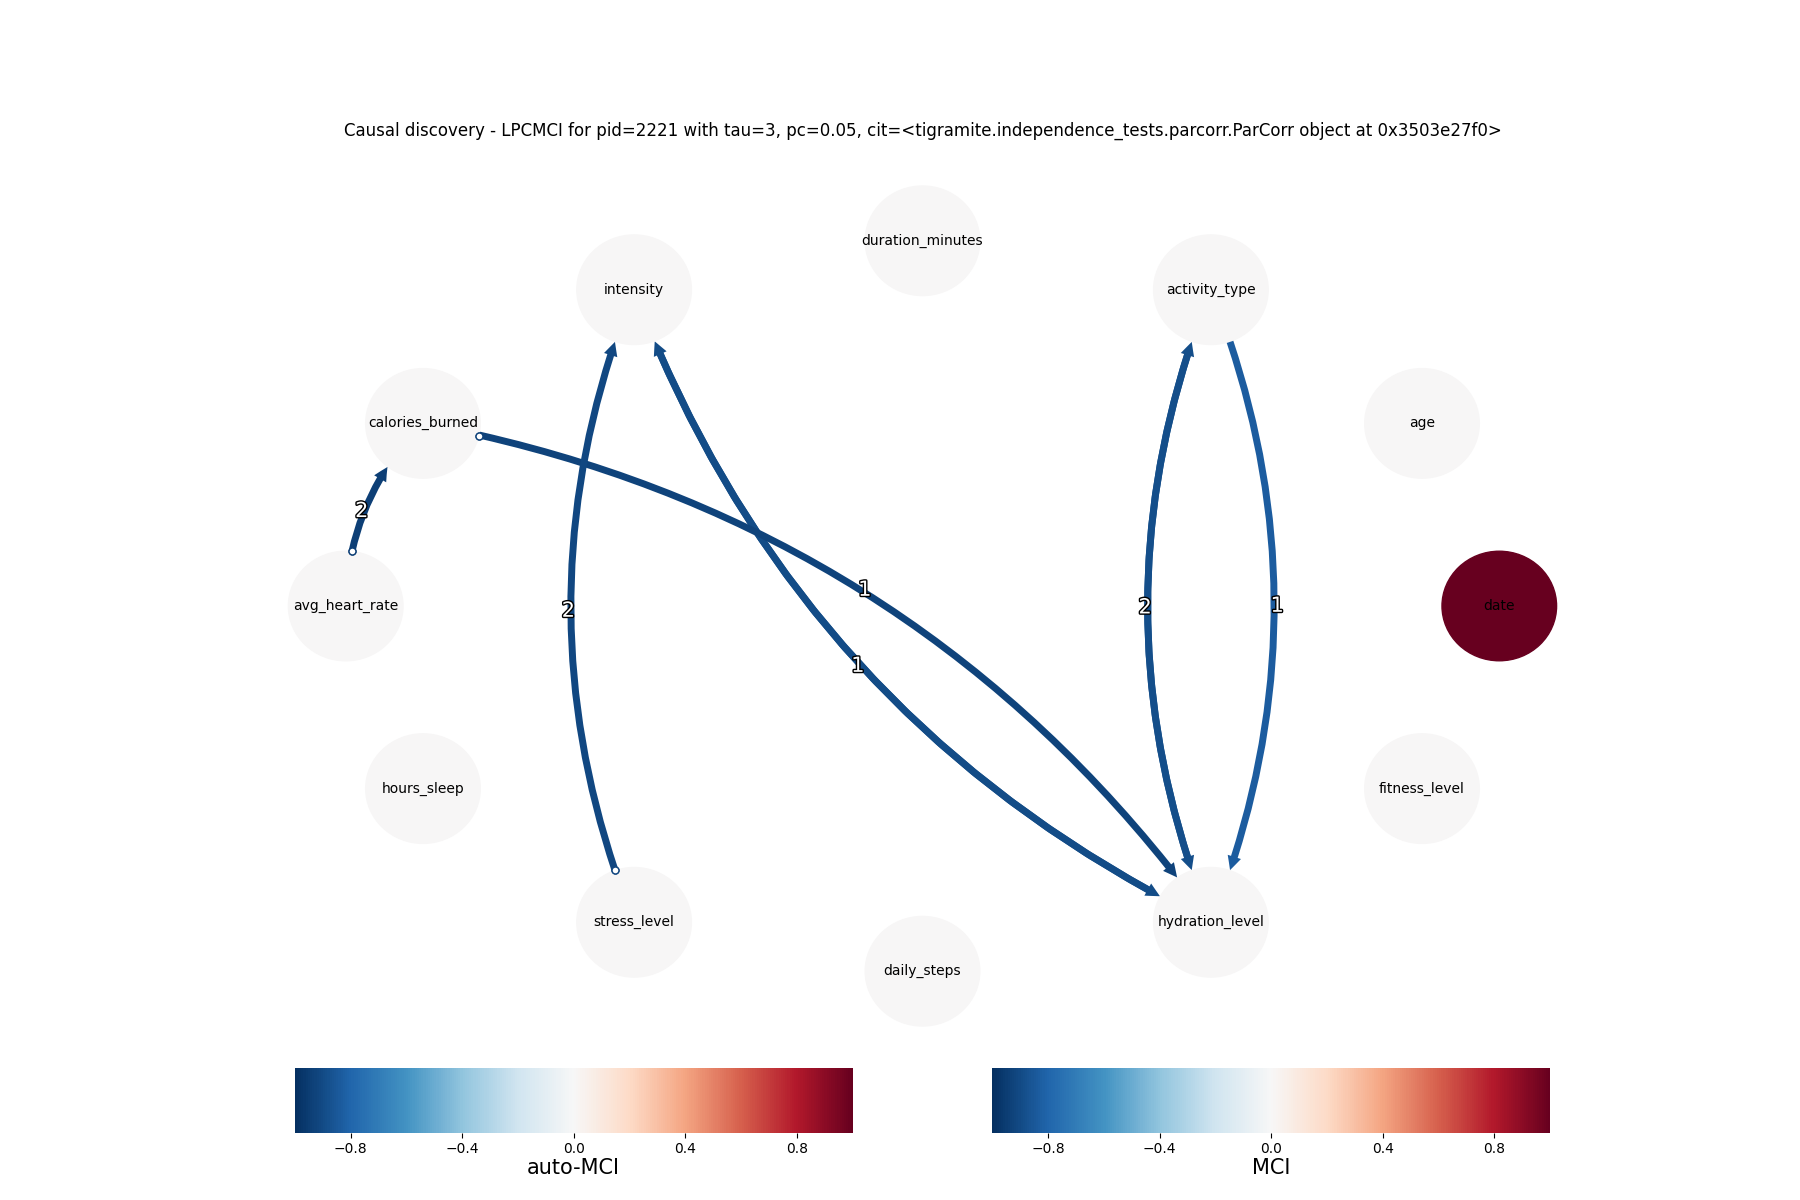 Causal discovery - LPCMCI for pid=2221 with tau=3, pc=0.05, cit=<tigramite.independence_tests.parcorr.ParCorr object at 0x3503e27f0>
duration_minutes
intensity
activity_type
calories_burned
age
2
1
avg_heart_rate
2
2
1
date
1
hours_sleep
fitness_level
stress_level
hydration_level
daily_steps
−0.8 −0.4 0.0 0.4 0.8
auto-MCI
−0.8 −0.4 0.0 0.4 0.8
MCI